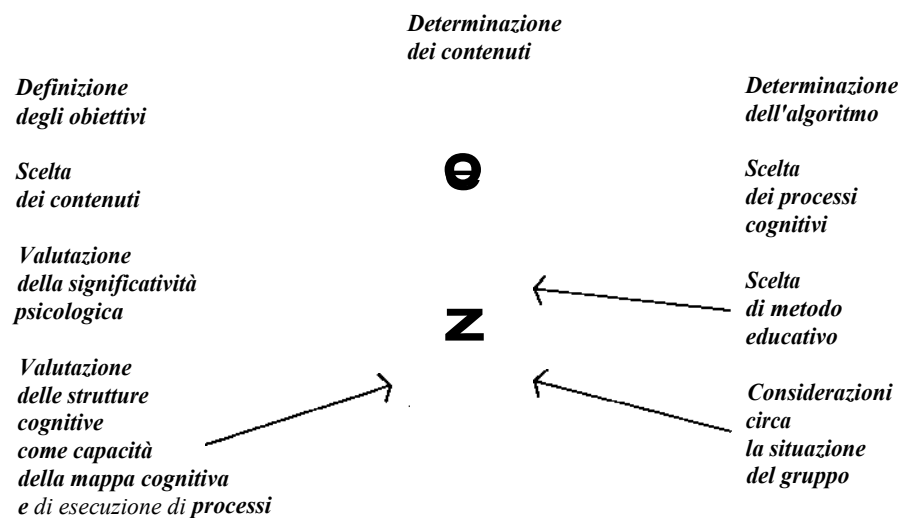 Determinazione
dei contenuti
Definizione
degli obiettivi
Scelta
dei contenuti
Valutazione
della significatività
psicologica
Valutazione
delle strutture
cognitive
come capacità
della mappa cognitiva
e di esecuzione di processi
e
N
Determinazione
dell'algoritmo
Scelta
dei processi
cognitivi
Scelta
di metodo
educativo
Considerazioni
circa
la situazione
del gruppo